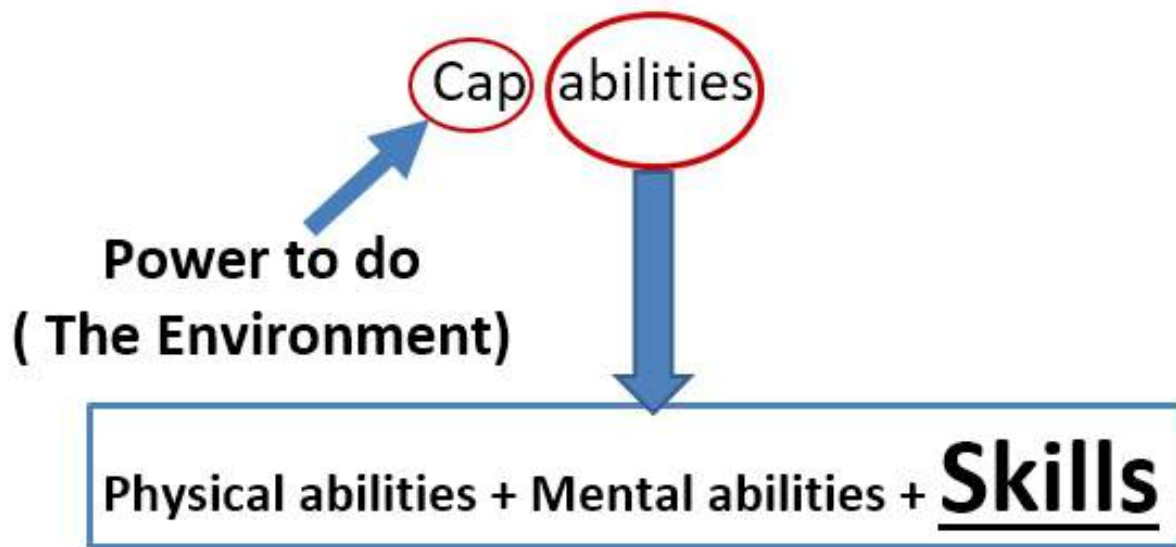 Cap abilities
Power to do
( The Environment)
Physical abilities + Mental abilities + Skills